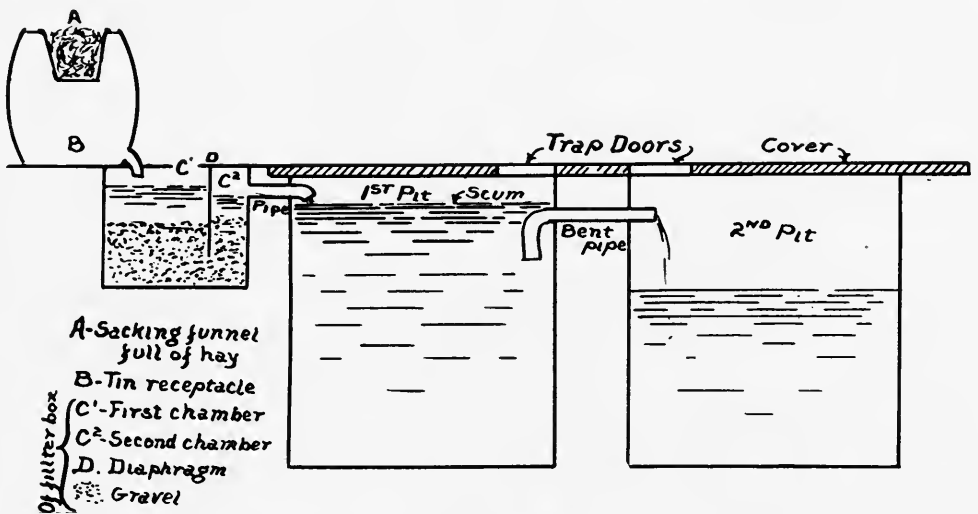 A
B
C' D
C²
Pipe
1ST Pit
Scum
Trap Doors
Cover
Bent
pipe
2ND Pit
A-Sacking funnel
full of hay
B-Tin receptacle
C'-First chamber
C²-Second chamber
D. Diaphragm
Gravel
Of filter box